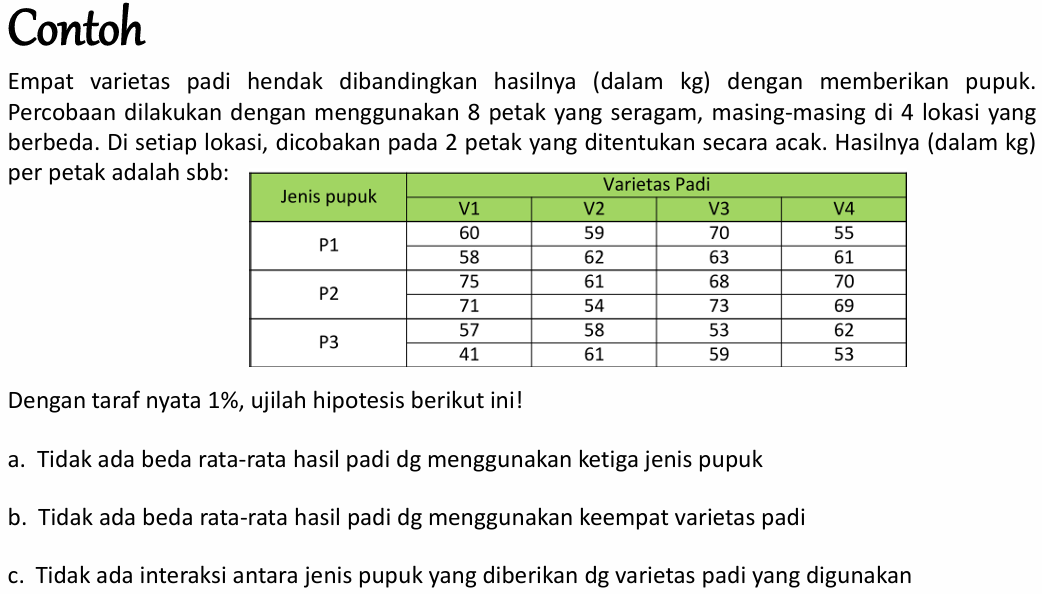 Contoh
Empat varietas padi hendak dibandingkan hasilnya (dalam kg) dengan memberikan pupuk.
Percobaan dilakukan dengan menggunakan 8 petak yang seragam, masing-masing di 4 lokasi yang
berbeda. Di setiap lokasi, dicobakan pada 2 petak yang ditentukan secara acak. Hasilnya (dalam kg)
per petak adalah sbb:
Jenis pupuk Varietas Padi
V1 V2 V3 V4
P1 60 59 70 55
58 62 63 61
P2 75 61 68 70
71 54 73 69
P3 57 58 53 62
41 61 59 53
Dengan taraf nyata 1%, ujilah hipotesis berikut ini!
a. Tidak ada beda rata-rata hasil padi dg menggunakan ketiga jenis pupuk
b. Tidak ada beda rata-rata hasil padi dg menggunakan keempat varietas padi
c. Tidak ada interaksi antara jenis pupuk yang diberikan dg varietas padi yang digunakan